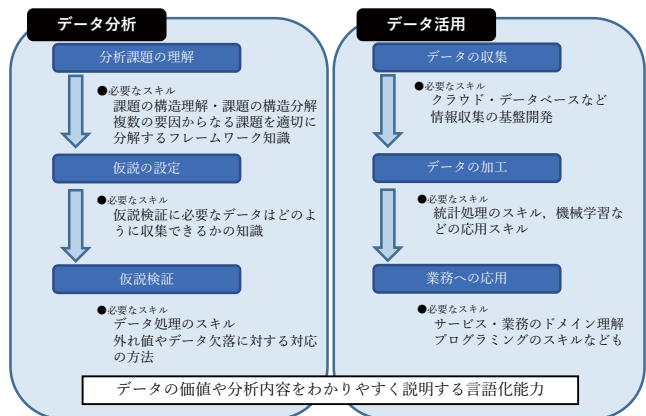 データ分析
分析課題の理解
●必要なスキル
課題の構造理解・課題の構造分解
複数の要因からなる課題を適切に
分解するフレームワーク知識
仮説の設定
●必要なスキル
仮説検証に必要なデータはどのよ
うに収集できるかの知識
仮説検証
●必要なスキル
データ処理のスキル
外れ値やデータ欠落に対する対応
の方法
データ活用
データの収集
●必要なスキル
クラウド・データベースなど
情報収集の基盤開発
データの加工
●必要なスキル
統計処理のスキル，機械学習な
どの応用スキル
業務への応用
●必要なスキル
サービス・業務のドメイン理解
プログラミングのスキルなども
データの価値や分析内容をわかりやすく説明する言語化能力